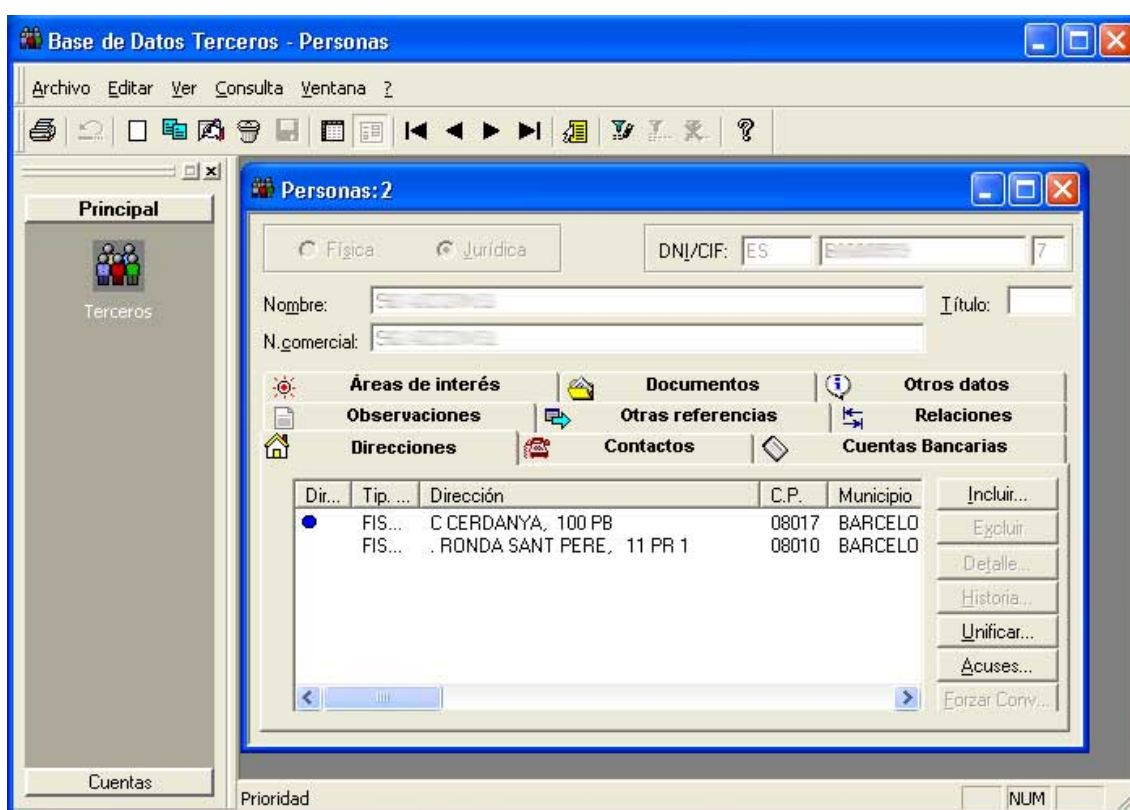 Base de Datos Terceros - Personas
Archivo Editar Ver Consulta Ventana ?
Principal
Terceros
Cuentas
Personas:2
Física Jurídica DNI/CIF: ES 7
Nombre: Título:
N.comercial:
Áreas de interés Documentos Otros datos
Observaciones Otras referencias Relaciones
Direcciones Contactos Cuentas Bancarias
Dir... Tip. ... Dirección C.P. Municipio
FIS... C CERDANYA, 100 PB 08017 BARCELO
FIS... . RONDA SANT PERE, 11 PR 1 08010 BARCELO
Incluir...
Excluir
Detalle...
Historia...
Unificar...
Acuses...
Forzar Conv...
Prioridad NUM